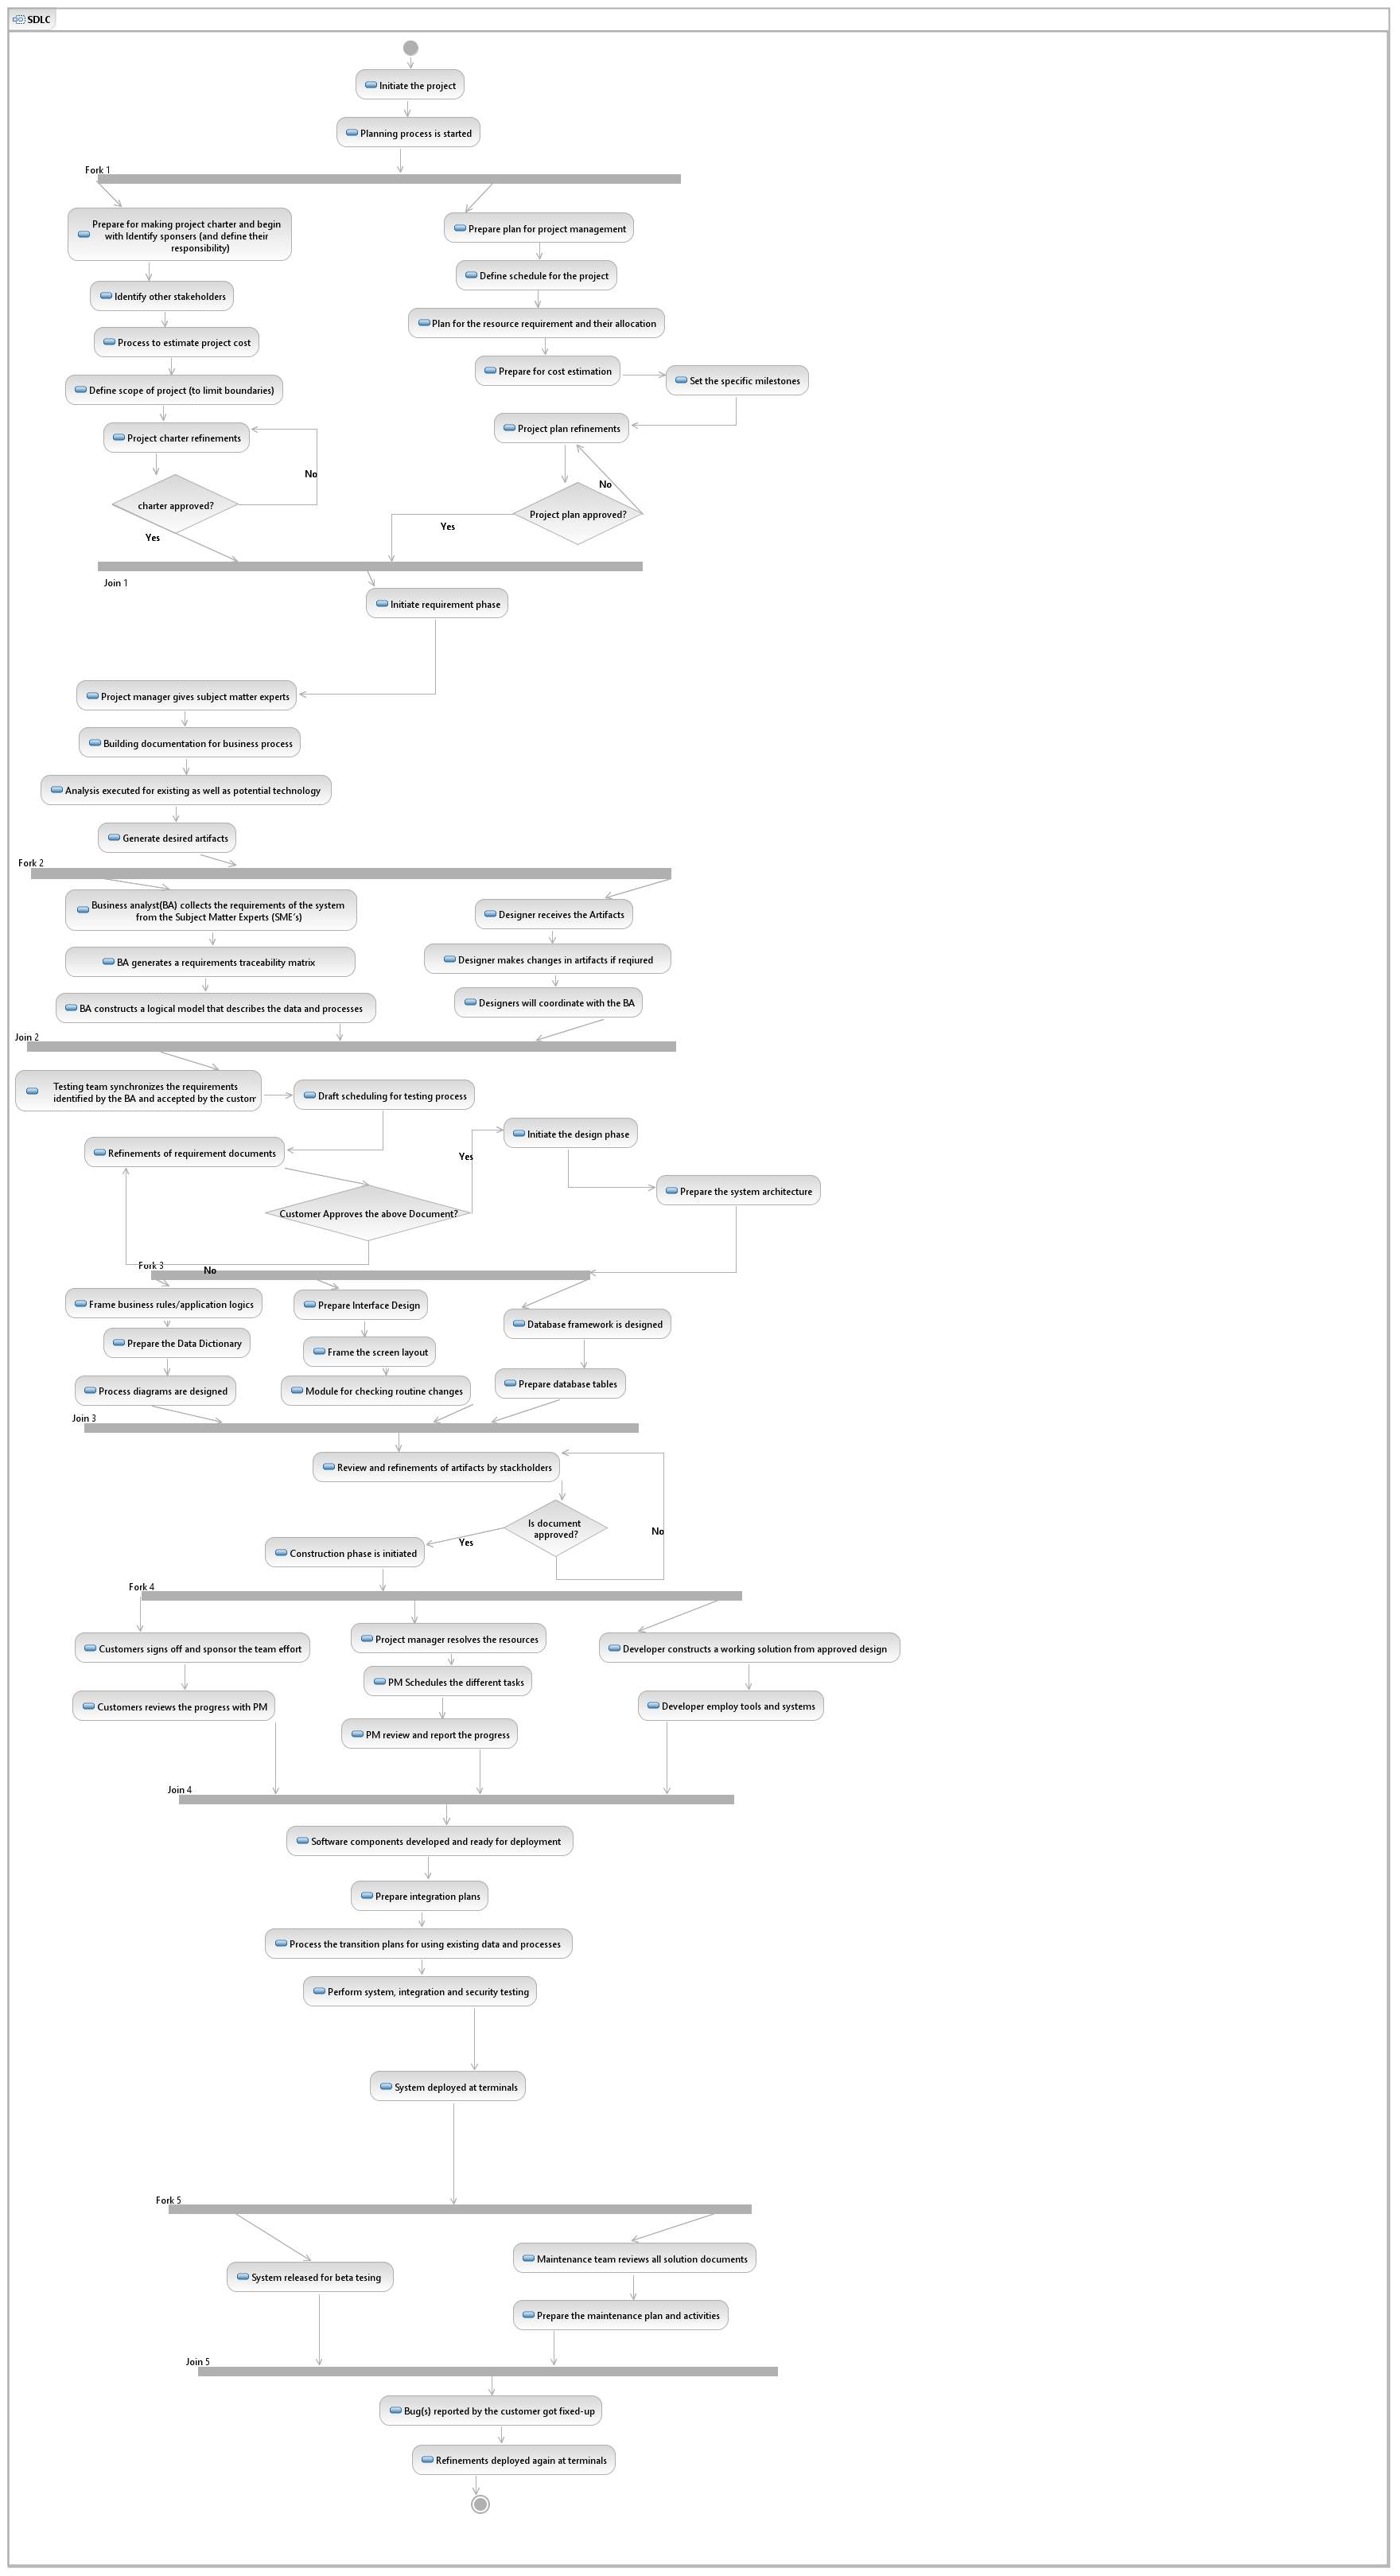 SDLC
Initiate the project
Planning process is started
Fork 1
Prepare for making project charter and begin
with Identify sponsers (and define their
responsibility)
Prepare plan for project management
Define schedule for the project
Identify other stakeholders
Plan for the resource requirement and their allocation
Process to estimate project cost
Prepare for cost estimation
Set the specific milestones
Define scope of project (to limit boundaries)
Project plan refinements
Project charter refinements
No
No
charter approved?
Project plan approved?
Yes
Yes
Join 1
Initiate requirement phase
Project manager gives subject matter experts
Building documentation for business process
Analysis executed for existing as well as potential technology
Generate desired artifacts
Fork 2
Business analyst(BA) collects the requirements of the system
from the Subject Matter Experts (SME's)
Designer receives the Artifacts
BA generates a requirements traceability matrix
Designer makes changes in artifacts if reqiured
BA constructs a logical model that describes the data and processes
Designers will coordinate with the BA
Join 2
Testing team synchronizes the requirements
identified by the BA and accepted by the custom
Draft scheduling for testing process
Initiate the design phase
Refinements of requirement documents
Yes
Prepare the system architecture
Customer Approves the above Document?
Fork 3
No
Frame business rules/application logics
Prepare Interface Design
Database framework is designed
Prepare the Data Dictionary
Frame the screen layout
Process diagrams are designed
Module for checking routine changes
Prepare database tables
Join 3
Review and refinements of artifacts by stackholders
Is document
approved?
No
Yes
Construction phase is initiated
Fork 4
Customers signs off and sponsor the team effort
Project manager resolves the resources
Developer constructs a working solution from approved design
PM Schedules the different tasks
Customers reviews the progress with PM
Developer employ tools and systems
PM review and report the progress
Join 4
Software components developed and ready for deployment
Prepare integration plans
Process the transition plans for using existing data and processes
Perform system, integration and security testing
System deployed at terminals
Fork 5
Maintenance team reviews all solution documents
System released for beta tesing
Prepare the maintenance plan and activities
Join 5
Bug(s) reported by the customer got fixed-up
Refinements deployed again at terminals